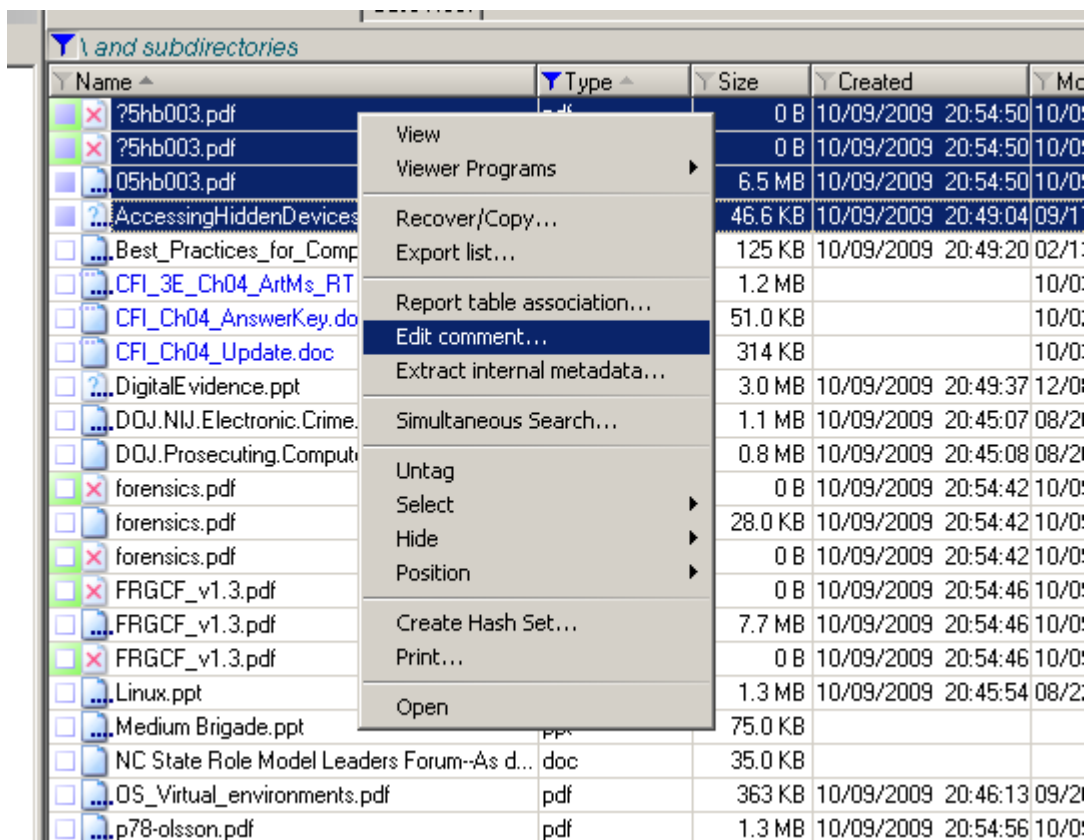 \ and subdirectories
Name Type Size Created
?5hb003.pdf 0 B 10/09/2009 20:54:50
?5hb003.pdf 0 B 10/09/2009 20:54:50
05hb003.pdf 6.5 MB 10/09/2009 20:54:50
AccessingHiddenDevices 46.6 KB 10/09/2009 20:49:04
Best_Practices_for_Comp 125 KB 10/09/2009 20:49:20
CFI_3E_Ch04_ArtMs_RT 1.2 MB
CFI_Ch04_AnswerKey.do 51.0 KB
CFI_Ch04_Update.doc 314 KB
DigitalEvidence.ppt 3.0 MB 10/09/2009 20:49:37
DOJ.NIJ.Electronic.Crime. 1.1 MB 10/09/2009 20:45:07
DOJ.Prosecuting.Compute 0.8 MB 10/09/2009 20:45:08
forensics.pdf 0 B 10/09/2009 20:54:42
forensics.pdf 28.0 KB 10/09/2009 20:54:42
forensics.pdf 0 B 10/09/2009 20:54:42
FRGCF_v1.3.pdf 0 B 10/09/2009 20:54:46
FRGCF_v1.3.pdf 7.7 MB 10/09/2009 20:54:46
FRGCF_v1.3.pdf 0 B 10/09/2009 20:54:46
Linux.ppt 1.3 MB 10/09/2009 20:45:54
Medium Brigade.ppt 75.0 KB
NC State Role Model Leaders Forum--As d... doc 35.0 KB
OS_Virtual_environments.pdf pdf 363 KB 10/09/2009 20:46:13
p78-olsson.pdf pdf 1.3 MB 10/09/2009 20:54:56
View
Viewer Programs
Recover/Copy...
Export list...
Report table association...
Edit comment...
Extract internal metadata...
Simultaneous Search...
Untag
Select
Hide
Position
Create Hash Set...
Print...
Open